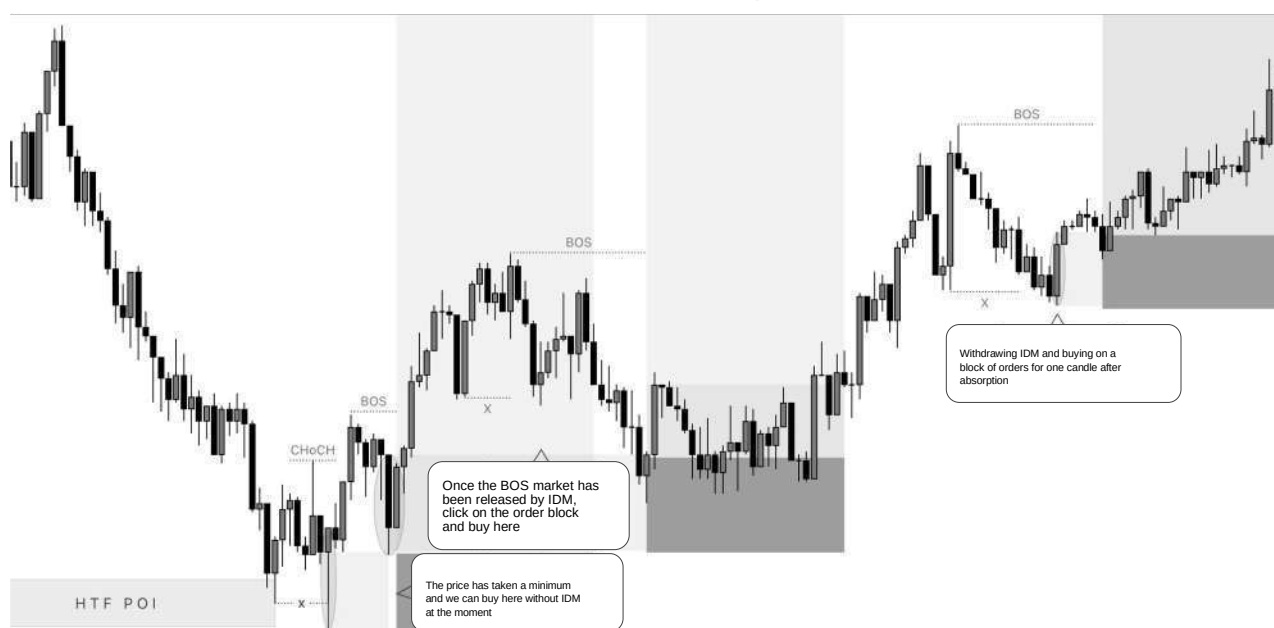 BOS
BOS
Withdrawing IDM and buying on a
block of orders for one candle after
absorption
X
BOS
X
CHoCH
Once the BOS market has
been released by IDM,
click on the order block
and buy here
The price has taken a minimum
and we can buy here without IDM
at the moment
HTF POI
x